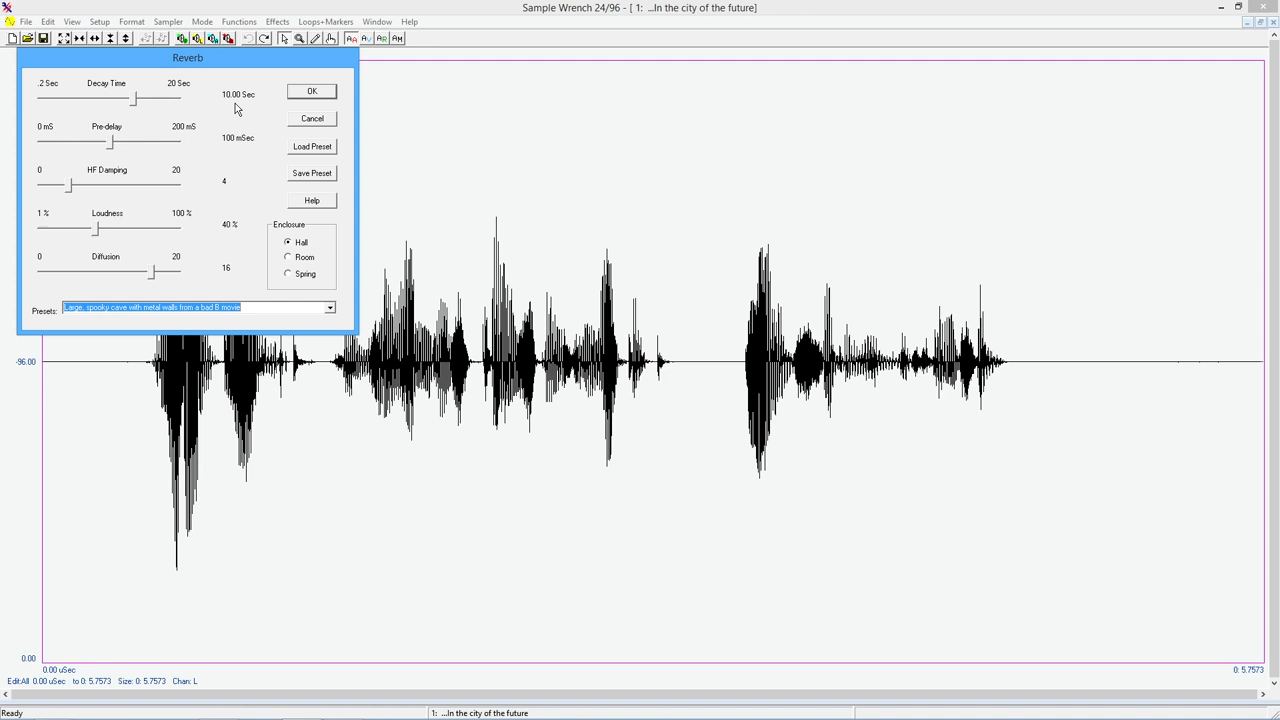 Sample Wrench 24/96 - [ 1: ...In the city of the future]
File Edit View Setup Format Sampler Mode Functions Effects Loops+Markers Window Help
AA AV AR AM
Reverb
.2 Sec Decay Time 20 Sec
10.00 Sec
OK
Cancel
0 mS Pre-delay 200 mS
100 mSec
Load Preset
0 HF Damping 20
4
Save Preset
Help
1 % Loudness 100 %
40 %
Enclosure
Hall
Room
Spring
0 Diffusion 20
16
Presets: Large, spooky cave with metal walls from a bad B movie
-96.00
0.00
0.00 uSec 0: 5.7573
Edit:All 0.00 uSec to 0: 5.7573 Size: 0: 5.7573 Chan: L
Ready 1: ...In the city of the future